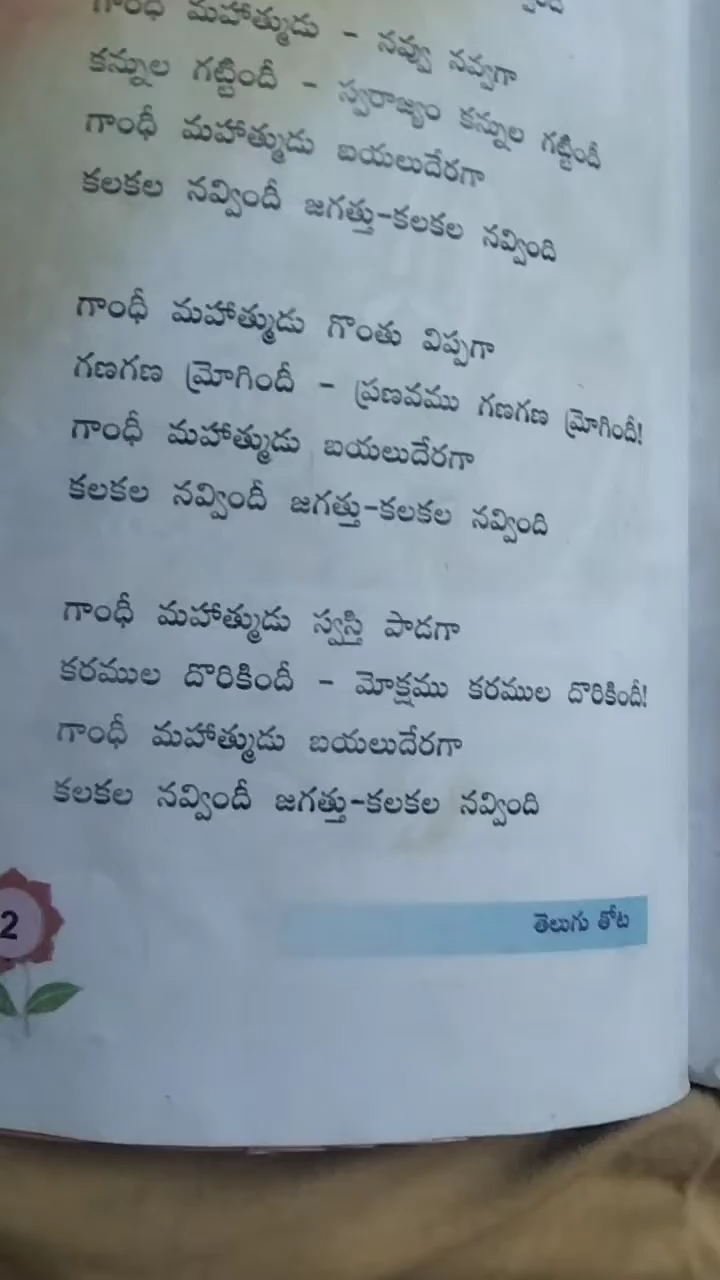 గాంధీ మహాత్ముడు - నవ్వు నవ్వగా
కన్నుల గట్టిందీ - స్వరాజ్యం కన్నుల గట్టిందీ
గాంధీ మహాత్ముడు బయలుదేరగా
కలకల నవ్విందీ జగత్తు-కలకల నవ్వింది
గాంధీ మహాత్ముడు గొంతు విప్పగా
గణగణ మ్రోగిందీ - ప్రణవము గణగణ మ్రోగిందీ!
గాంధీ మహాత్ముడు బయలుదేరగా
కలకల నవ్విందీ జగత్తు-కలకల నవ్వింది
గాంధీ మహాత్ముడు స్వస్తి పాడగా
కరముల దొరికిందీ - మోక్షము కరముల దొరికిందీ!
గాంధీ మహాత్ముడు బయలుదేరగా
కలకల నవ్విందీ జగత్తు-కలకల నవ్వింది
2
తెలుగు తోట